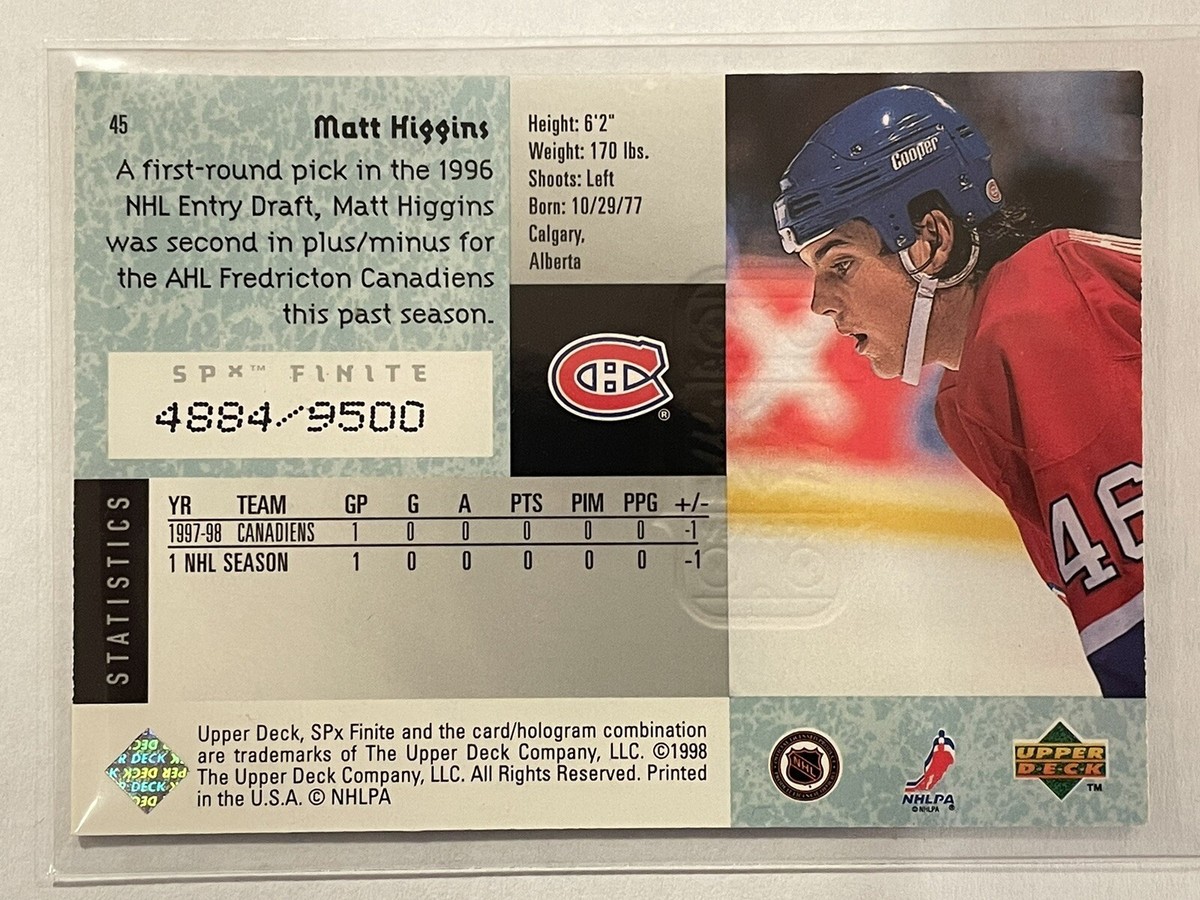 45
Matt Higgins
A first-round pick in the 1996
NHL Entry Draft, Matt Higgins
was second in plus/minus for
the AHL Fredricton Canadiens
this past season.
SPx™ FINITE
4884/9500
Height: 6'2"
Weight: 170 lbs.
Shoots: Left
Born: 10/29/77
Calgary,
Alberta
®
Cooper
46
STATISTICS
YR TEAM GP G A PTS PIM PPG +/-
1997-98 CANADIENS 1 0 0 0 0 0 -1
1 NHL SEASON 1 0 0 0 0 0 -1
Upper Deck, SPx Finite and the card/hologram combination
are trademarks of The Upper Deck Company, LLC. ©1998
The Upper Deck Company, LLC. All Rights Reserved. Printed
in the U.S.A. © NHLPA
DECK
NHL
NHLPA
© NHLPA
®
UPPER
DECK
™